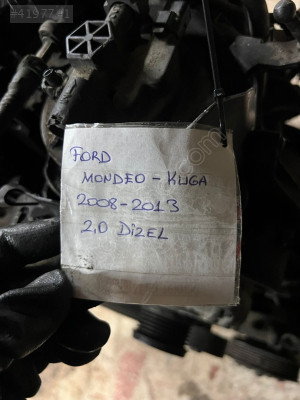 FORD
MONDEO - KUGA
2008-2013
2.0 DİZEL